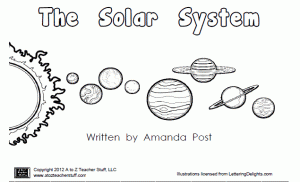 The Solar System
Written by Amanda Post
Copyright 2012 A to Z Teacher Stuff, LLC
www.atozteacherstuff.com
Illustrations licensed from LetteringDelights.com